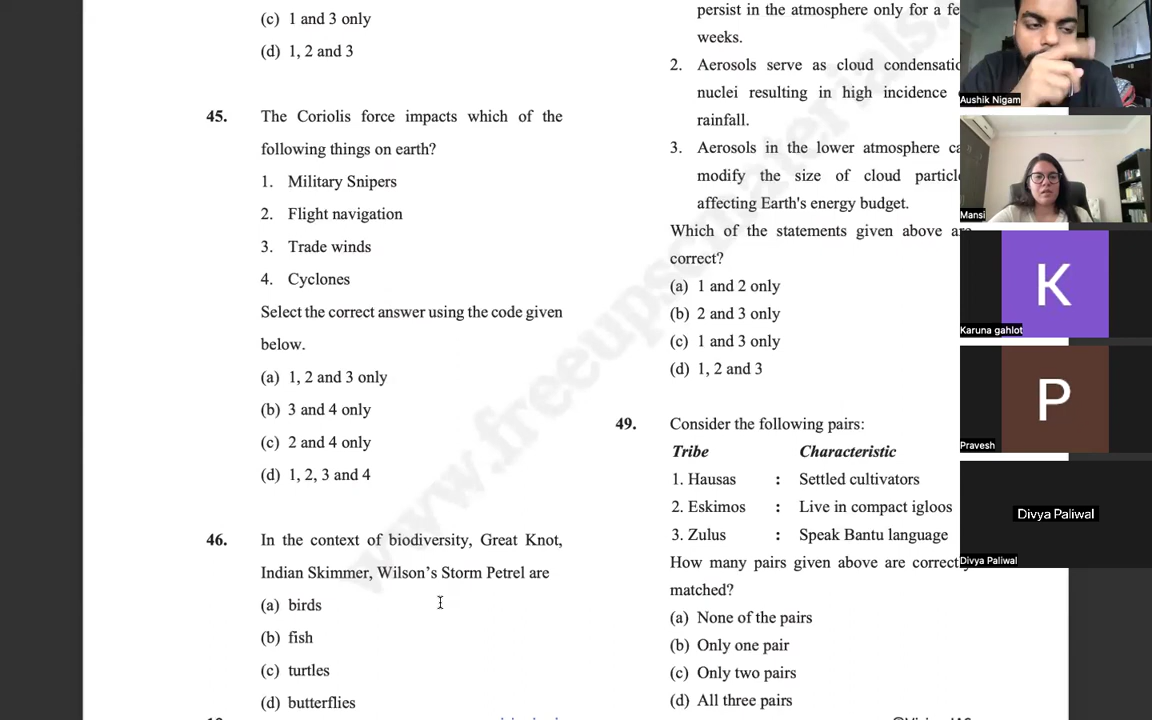 (c) 1 and 3 only
(d) 1, 2 and 3
45. The Coriolis force impacts which of the
following things on earth?
1. Military Snipers
2. Flight navigation
3. Trade winds
4. Cyclones
Select the correct answer using the code given
below.
(a) 1, 2 and 3 only
(b) 3 and 4 only
(c) 2 and 4 only
(d) 1, 2, 3 and 4
46. In the context of biodiversity, Great Knot,
Indian Skimmer, Wilson's Storm Petrel are
(a) birds
(b) fish
(c) turtles
(d) butterflies
persist in the atmosphere only for a fe
weeks.
2. Aerosols serve as cloud condensatio
nuclei resulting in high incidence
rainfall.
3. Aerosols in the lower atmosphere ca
modify the size of cloud particle
affecting Earth's energy budget.
Which of the statements given above are
correct?
(a) 1 and 2 only
(b) 2 and 3 only
(c) 1 and 3 only
(d) 1, 2 and 3
49. Consider the following pairs:
Tribe Characteristic
1. Hausas : Settled cultivators
2. Eskimos : Live in compact igloos
3. Zulus : Speak Bantu language
How many pairs given above are correctly
matched?
(a) None of the pairs
(b) Only one pair
(c) Only two pairs
(d) All three pairs
www.freeupscmaterials.
Aushik Nigam
Mansi
K
Karuna gahlot
P
Pravesh
Divya Paliwal
Divya Paliwal